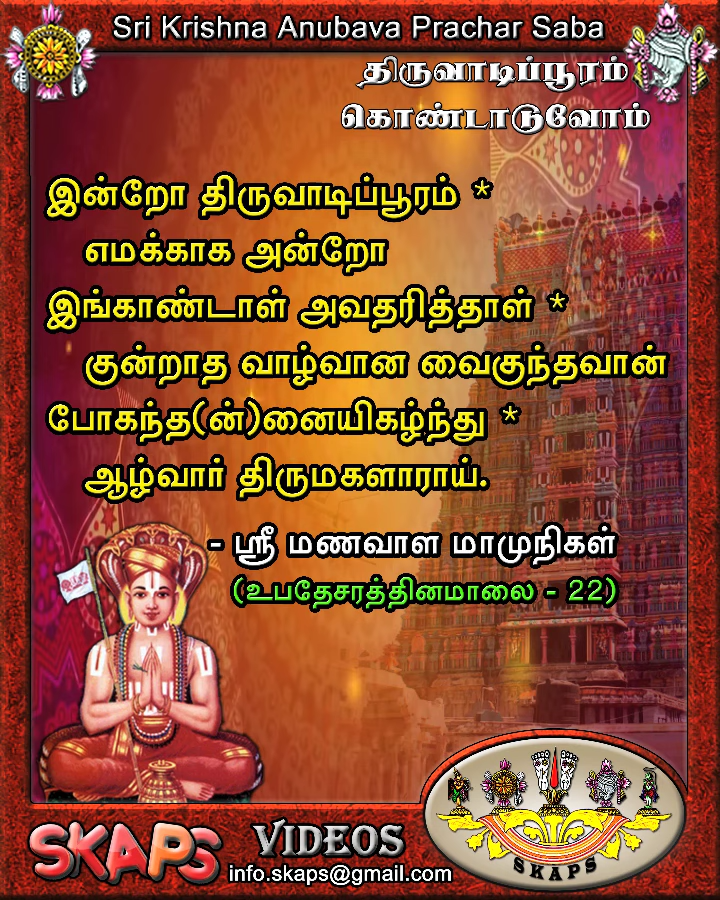 Sri Krishna Anubava Prachar Saba
திருவாடிப்பூரம்
கொண்டாடுவோம்
இன்றோ திருவாடிப்பூரம் *
எமக்காக அன்றோ
இங்காண்டாள் அவதரித்தாள் *
குன்றாத வாழ்வான வைகுந்தவான்
போகந்த(ன்)னையிகழ்ந்து *
ஆழ்வார் திருமகளாராய்.
- ஸ்ரீ மணவாள மாமுநிகள்
(உபதேசரத்தினமாலை - 22)
SKAPS
SKAPS VIDEOS
info.skaps@gmail.com